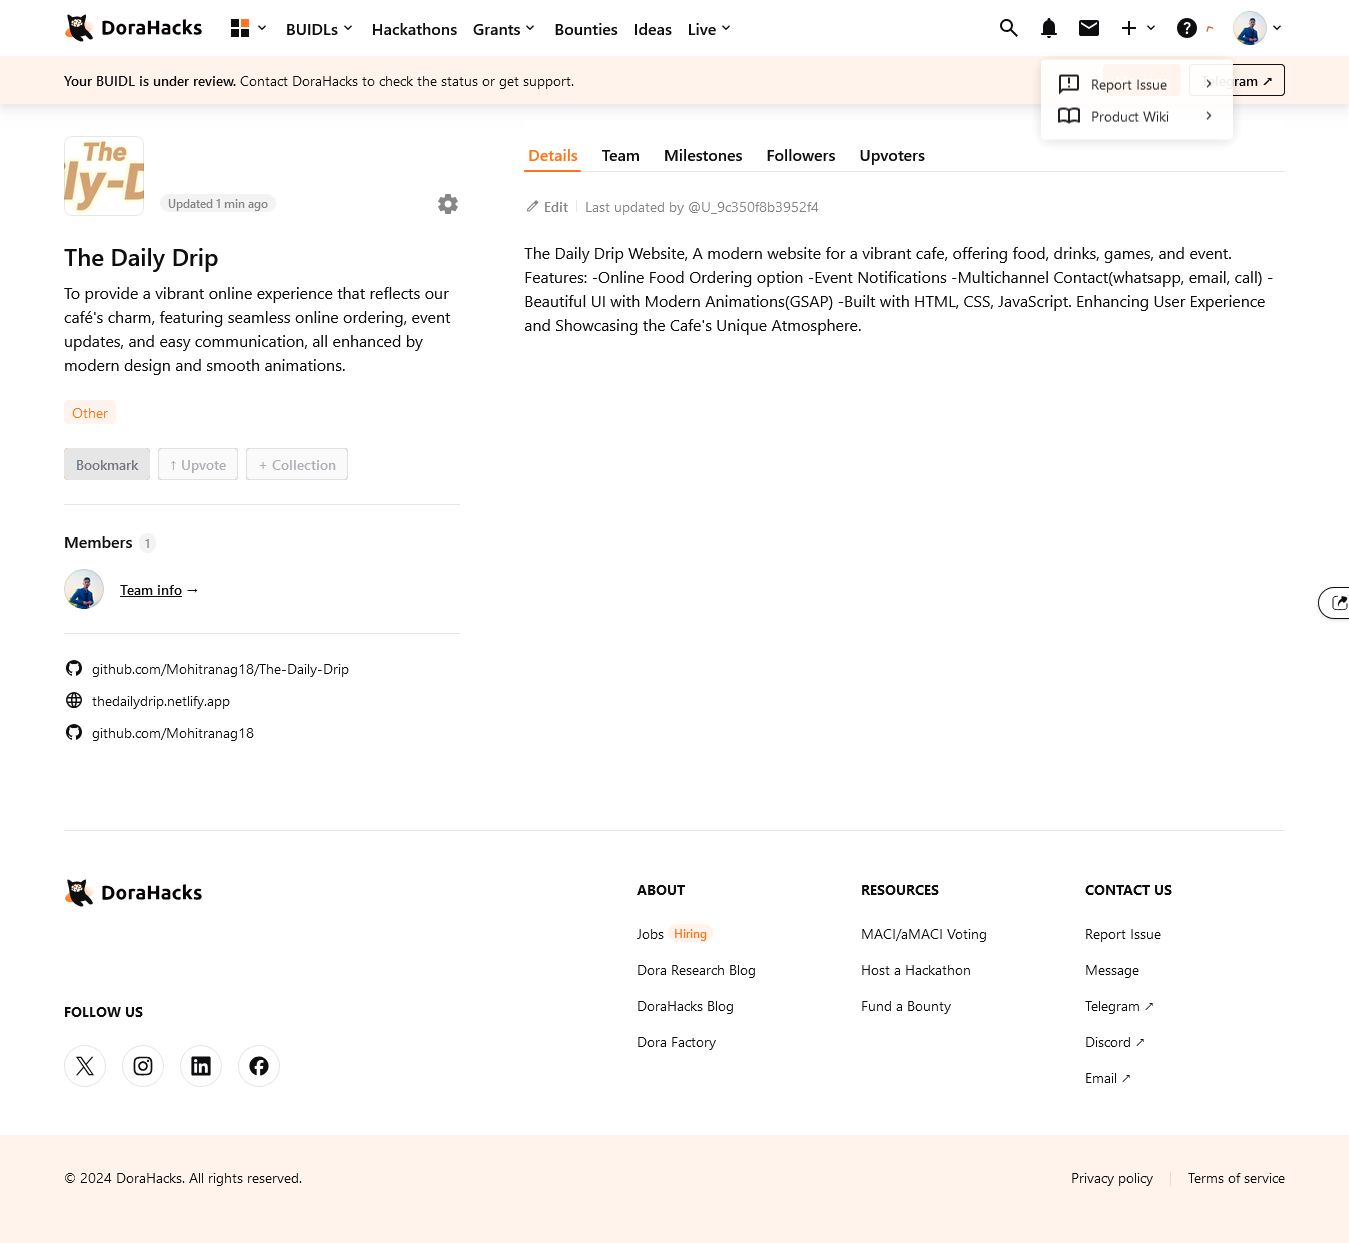 DoraHacks
BUIDLs
Hackathons
Grants
Bounties
Ideas
Live
Your BUIDL is under review. Contact DoraHacks to check the status or get support.
Telegram ↗
Report Issue
Product Wiki
The
ly-D
Updated 1 min ago
The Daily Drip
To provide a vibrant online experience that reflects our
café's charm, featuring seamless online ordering, event
updates, and easy communication, all enhanced by
modern design and smooth animations.
Other
Bookmark
↑ Upvote
+ Collection
Members 1
Team info →
github.com/Mohitranag18/The-Daily-Drip
thedailydrip.netlify.app
github.com/Mohitranag18
Details
Team
Milestones
Followers
Upvoters
Edit
Last updated by @U_9c350f8b3952f4
The Daily Drip Website, A modern website for a vibrant cafe, offering food, drinks, games, and event.
Features: -Online Food Ordering option -Event Notifications -Multichannel Contact(whatsapp, email, call) -
Beautiful UI with Modern Animations(GSAP) -Built with HTML, CSS, JavaScript. Enhancing User Experience
and Showcasing the Cafe's Unique Atmosphere.
DoraHacks
FOLLOW US
ABOUT
Jobs Hiring
Dora Research Blog
DoraHacks Blog
Dora Factory
RESOURCES
MACI/aMACI Voting
Host a Hackathon
Fund a Bounty
CONTACT US
Report Issue
Message
Telegram ↗
Discord ↗
Email ↗
© 2024 DoraHacks. All rights reserved.
Privacy policy
Terms of service